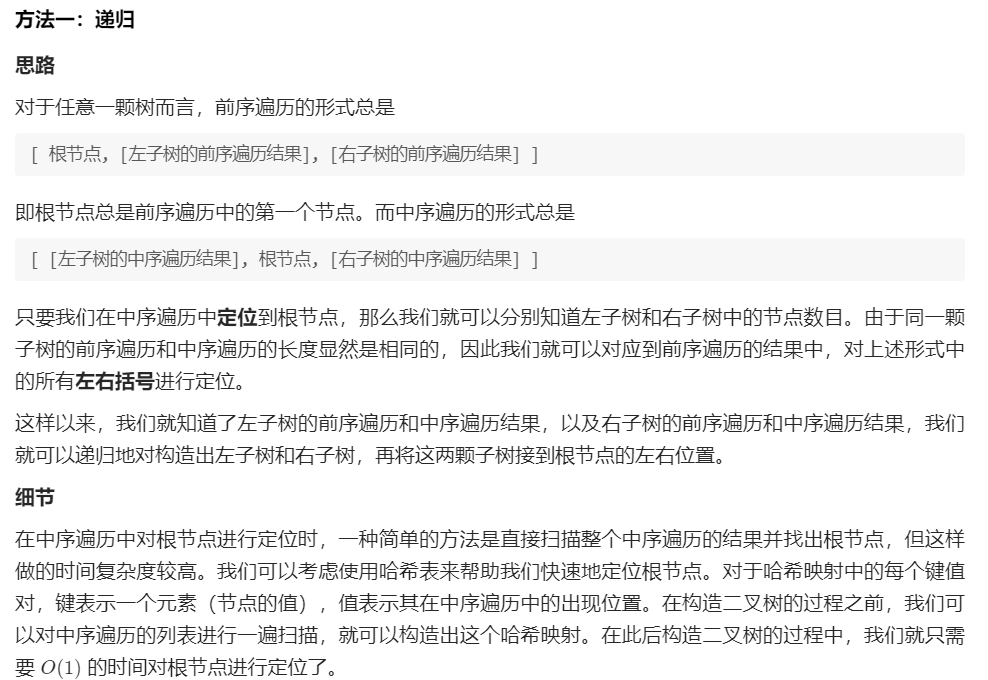 方法一：递归
思路
对于任意一颗树而言，前序遍历的形式总是
[ 根节点, [左子树的前序遍历结果], [右子树的前序遍历结果] ]
即根节点总是前序遍历中的第一个节点。而中序遍历的形式总是
[ [左子树的中序遍历结果], 根节点, [右子树的中序遍历结果] ]
只要我们在中序遍历中定位到根节点，那么我们就可以分别知道左子树和右子树中的节点数目。由于同一颗
子树的前序遍历和中序遍历的长度显然是相同的，因此我们就可以对应到前序遍历的结果中，对上述形式中
的所有左右括号进行定位。
这样以来，我们就知道了左子树的前序遍历和中序遍历结果，以及右子树的前序遍历和中序遍历结果，我们
就可以递归地对构造出左子树和右子树，再将这两颗子树接到根节点的左右位置。
细节
在中序遍历中对根节点进行定位时，一种简单的方法是直接扫描整个中序遍历的结果并找出根节点，但这样
做的时间复杂度较高。我们可以考虑使用哈希表来帮助我们快速地定位根节点。对于哈希映射中的每个键值
对，键表示一个元素（节点的值），值表示其在中序遍历中的出现位置。在构造二叉树的过程之前，我们可
以对中序遍历的列表进行一遍扫描，就可以构造出这个哈希映射。在此后构造二叉树的过程中，我们就只需
要 O(1) 的时间对根节点进行定位了。